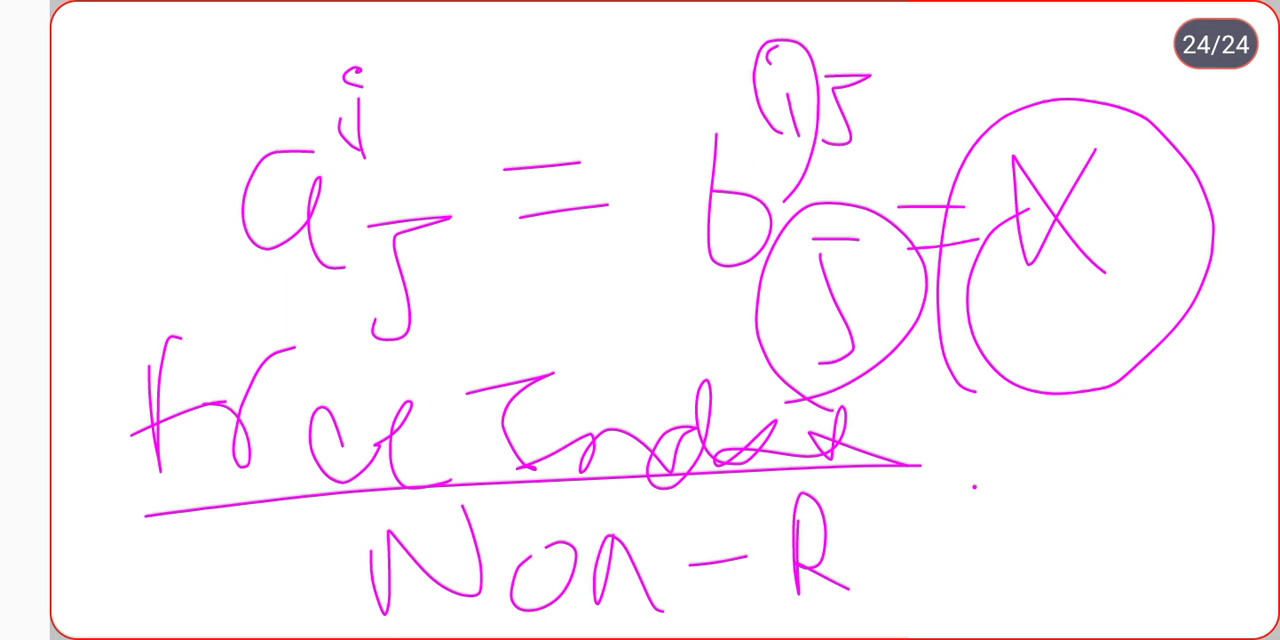 24/24
a^i_J = b^{iJ}_J = x
free Index
Non-R